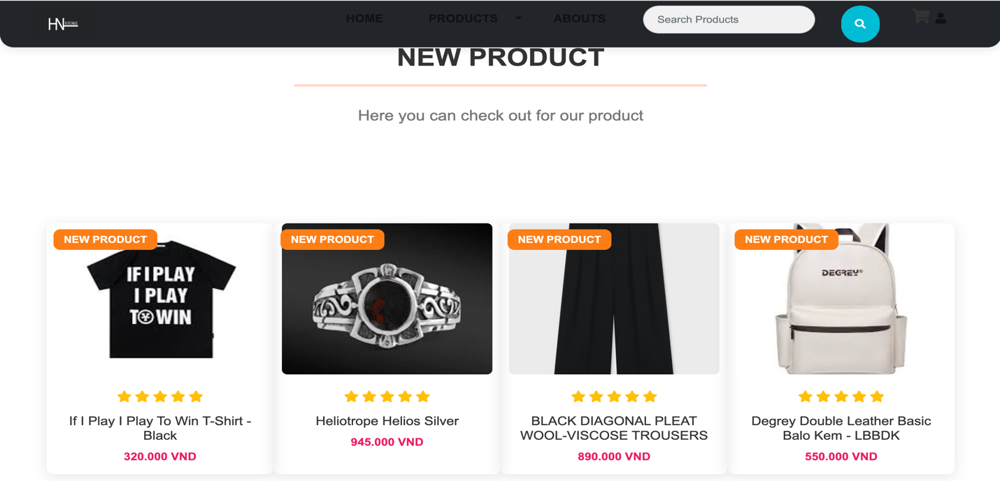 HN STORE
HOME
PRODUCTS
ABOUTS
Search Products
NEW PRODUCT
Here you can check out for our product
NEW PRODUCT
NEW PRODUCT
NEW PRODUCT
NEW PRODUCT
IF I PLAY
I PLAY
TO WIN
DEGREY®
If I Play I Play To Win T-Shirt -
Black
320.000 VND
Heliotrope Helios Silver
945.000 VND
BLACK DIAGONAL PLEAT
WOOL-VISCOSE TROUSERS
890.000 VND
Degrey Double Leather Basic
Balo Kem - LBBDK
550.000 VND